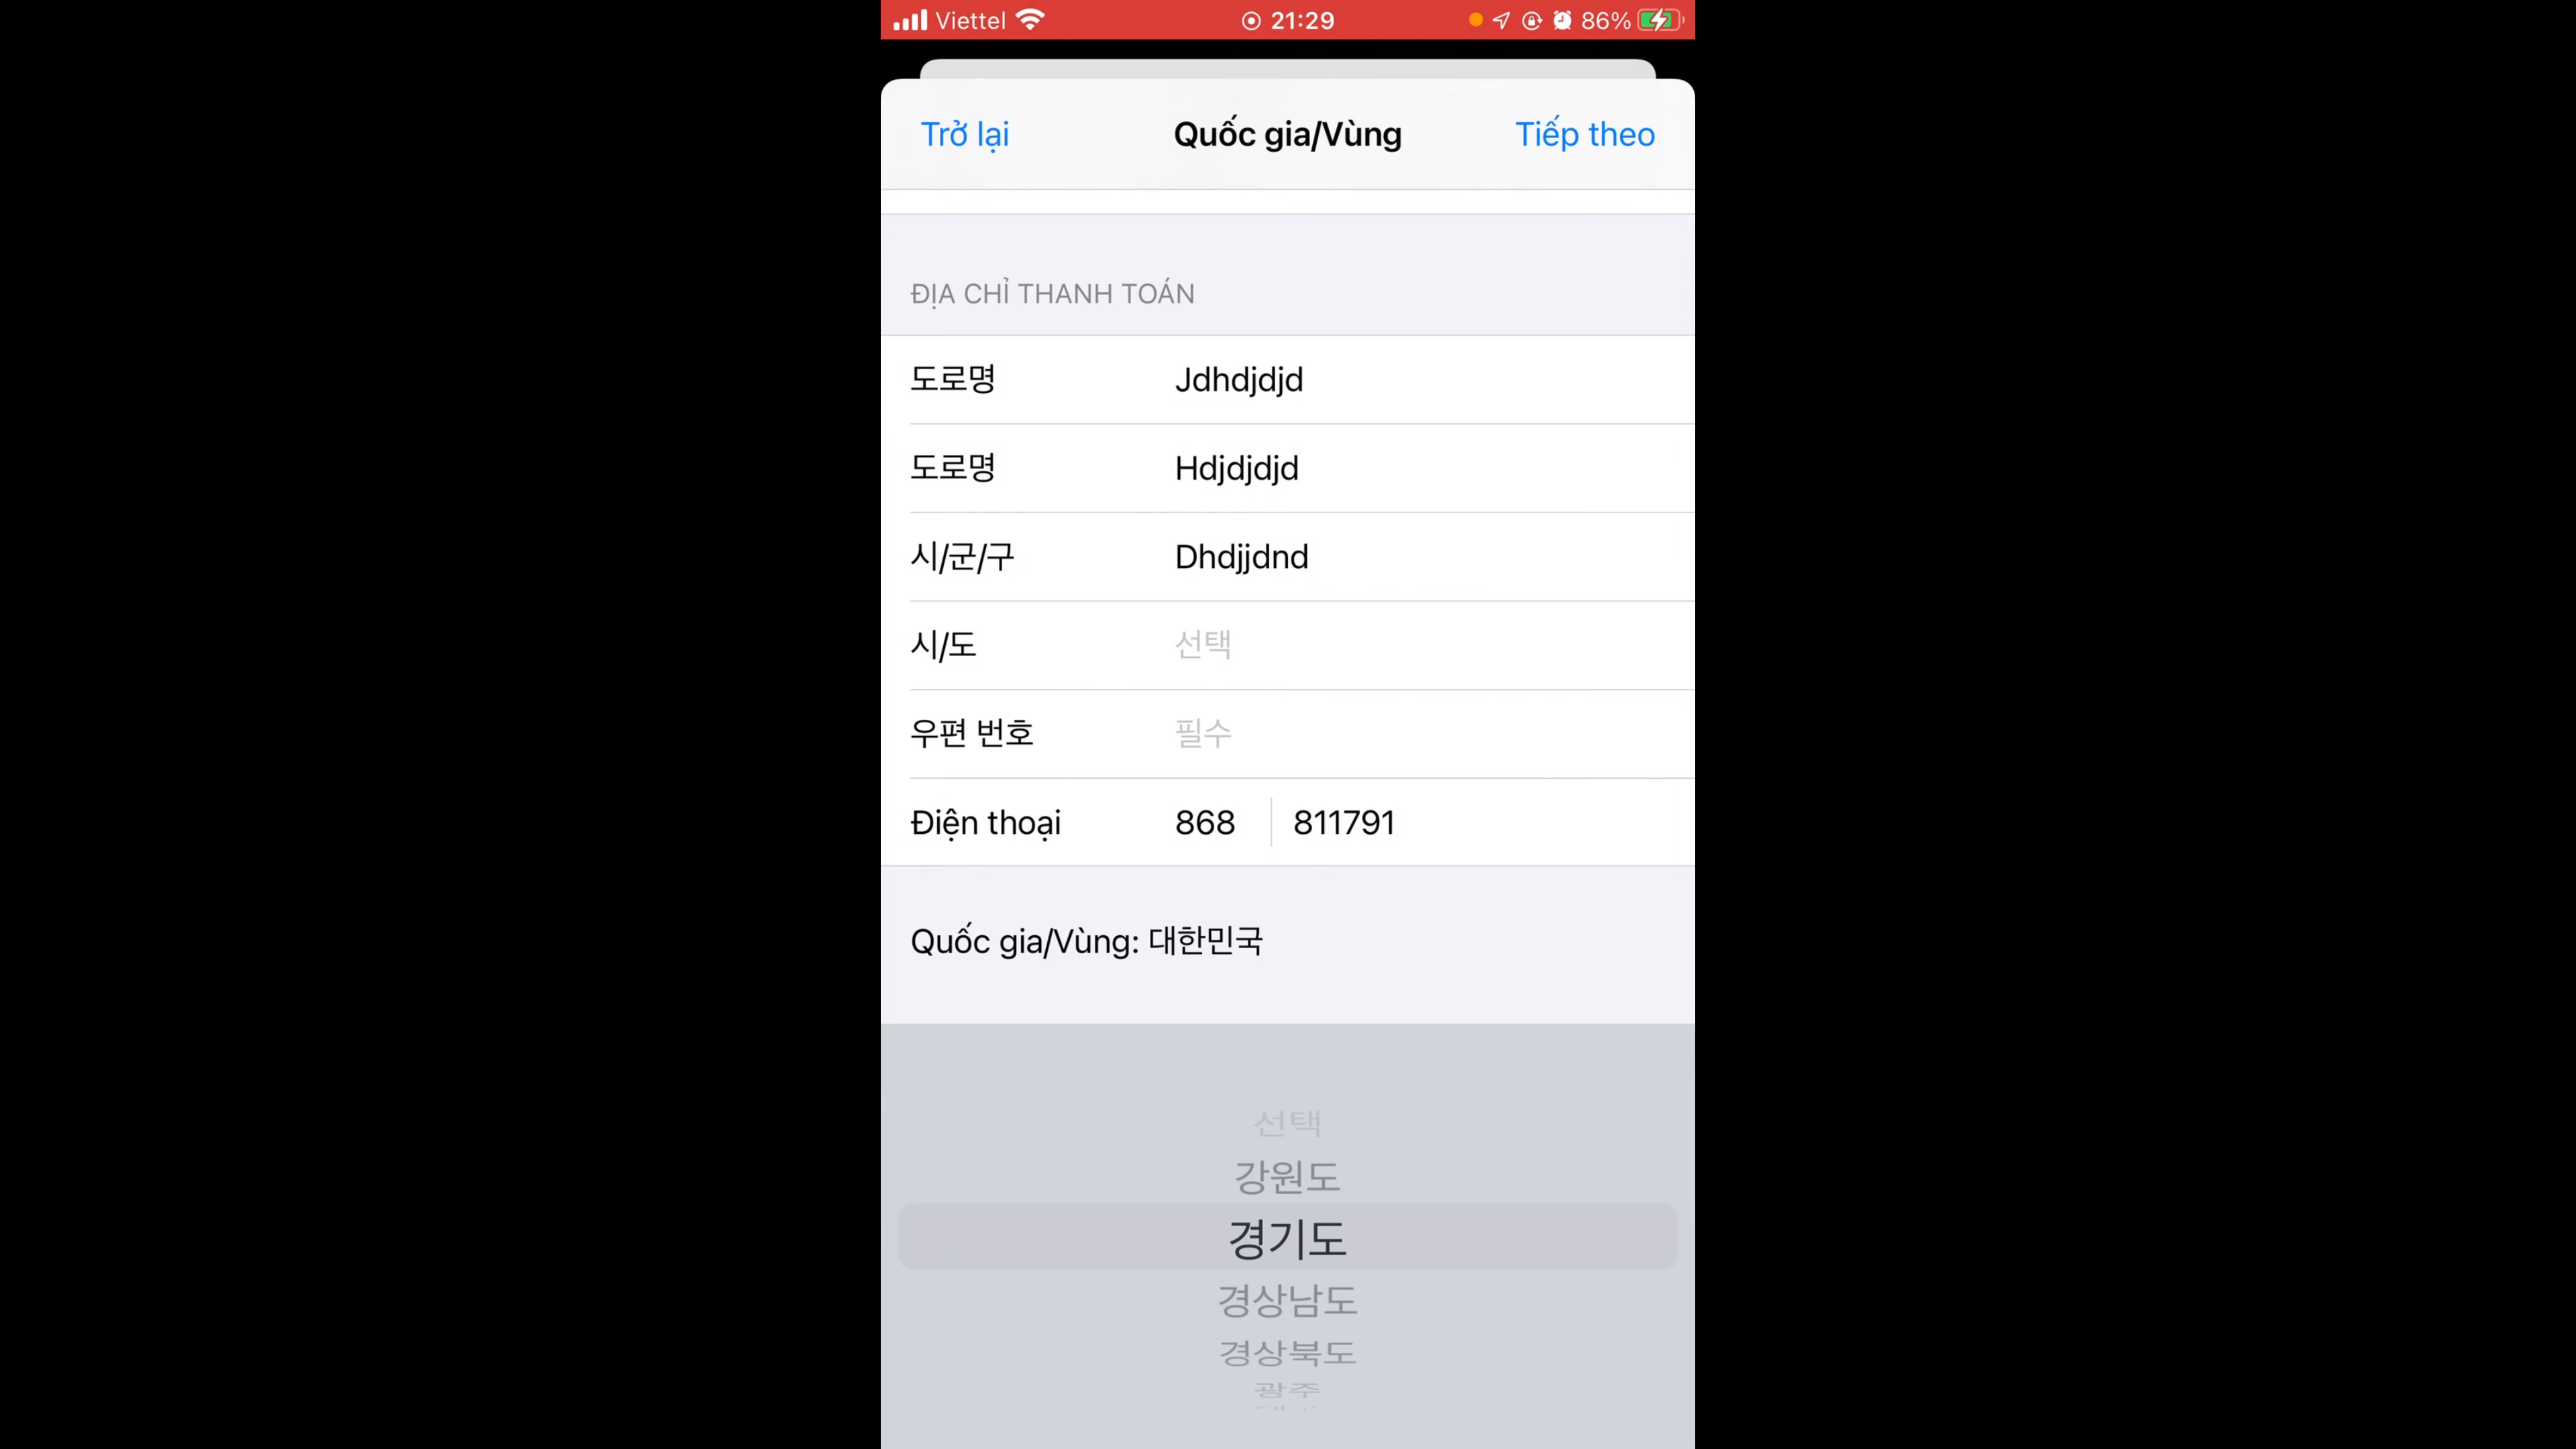 Viettel 21:29 86%
Trở lại Quốc gia/Vùng Tiếp theo
ĐỊA CHỈ THANH TOÁN
도로명 Jdhdjdjd
도로명 Hdjdjdjd
시/군/구 Dhdjjdnd
시/도 선택
우편 번호 필수
Điện thoại 868 811791
Quốc gia/Vùng: 대한민국
선택
강원도
경기도
경상남도
경상북도
광주